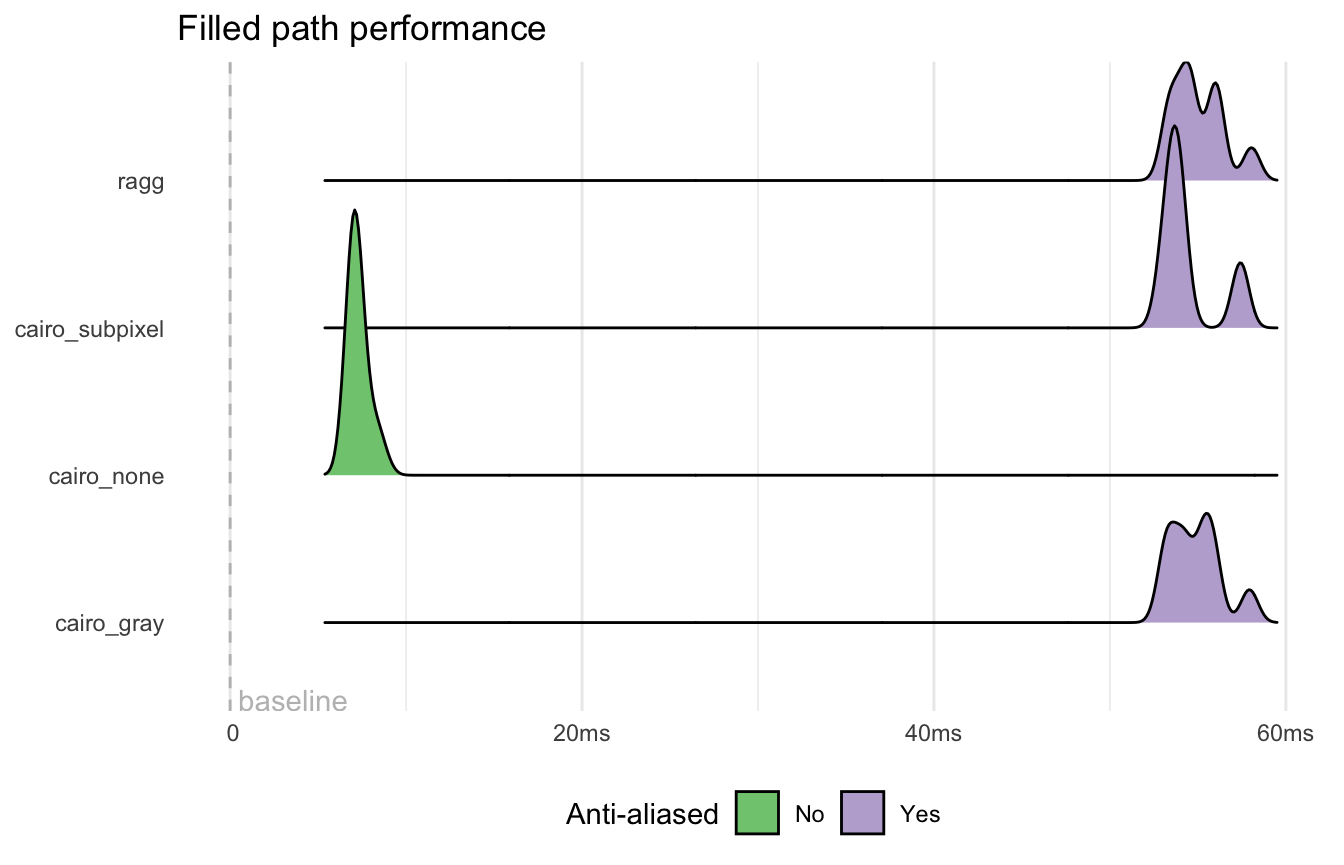 Filled path performance
ragg
cairo_subpixel
cairo_none
cairo_gray
baseline
0 20ms 40ms 60ms
Anti-aliased No Yes